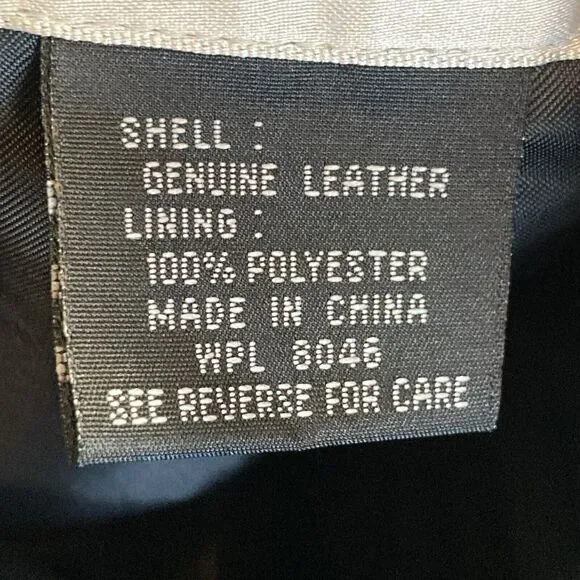 SHELL :
GENUINE LEATHER
LINING :
100% POLYESTER
MADE IN CHINA
WPL 8046
SEE REVERSE FOR CARE